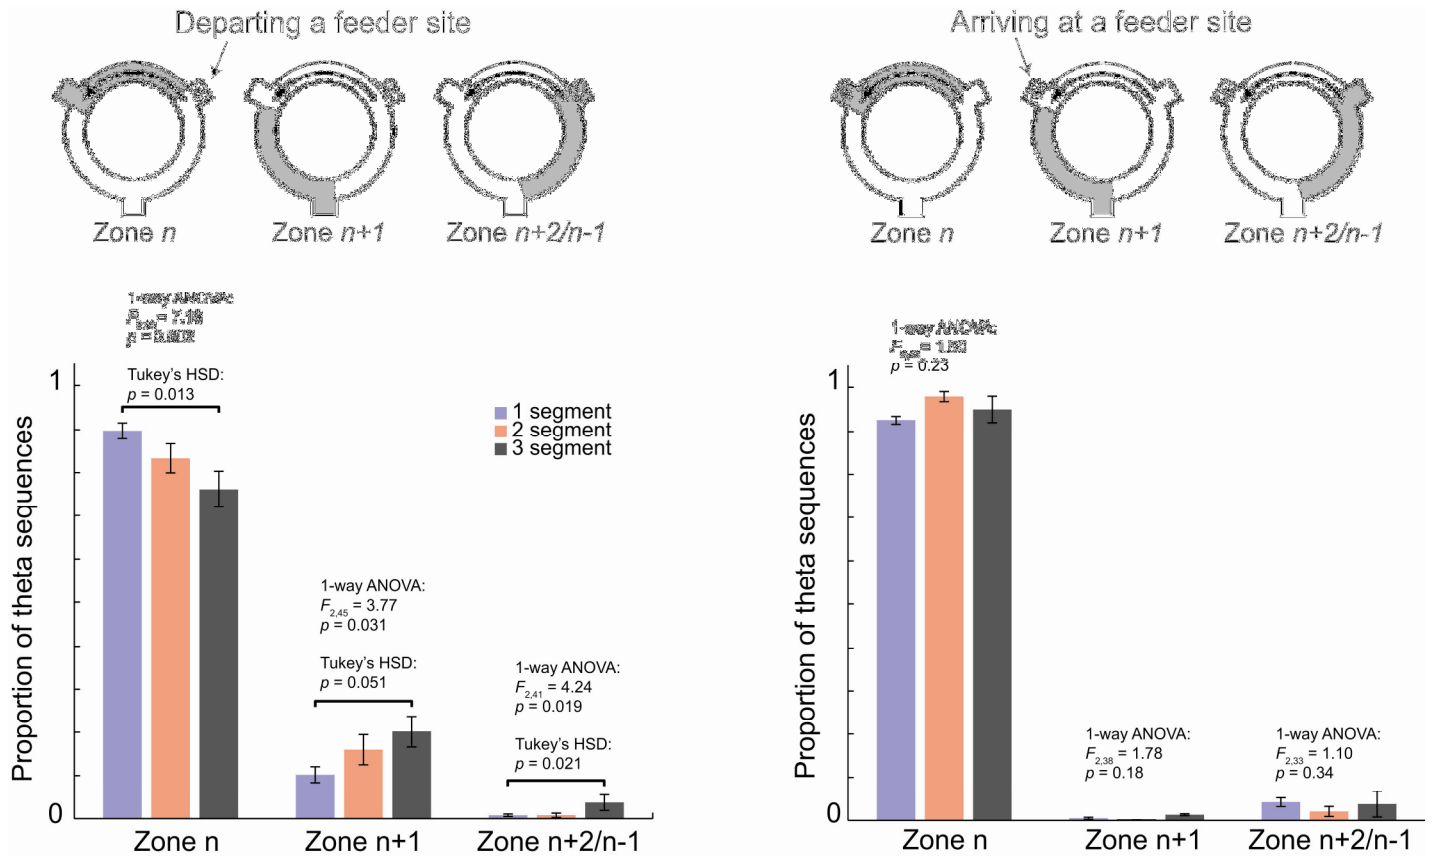 Departing a feeder site
Zone n
Zone n+1
Zone n+2/n-1
1-way
p =
Tukey's HSD:
p = 0.013
1
0
Proportion of theta sequences
1 segment
2 segment
3 segment
1-way ANOVA:
F2,45 = 3.77
p = 0.031
Tukey's HSD:
p = 0.051
1-way ANOVA:
F2,41 = 4.24
p = 0.019
Tukey's HSD:
p = 0.021
Zone n
Zone n+1
Zone n+2/n-1
Arriving at a feeder site
Zone n
Zone n+1
Zone n+2/n-1
1-way
p = 0.23
1
0
Proportion of theta sequences
1-way ANOVA:
F2,38 = 1.78
p = 0.18
1-way ANOVA:
F2,33 = 1.10
p = 0.34
Zone n
Zone n+1
Zone n+2/n-1